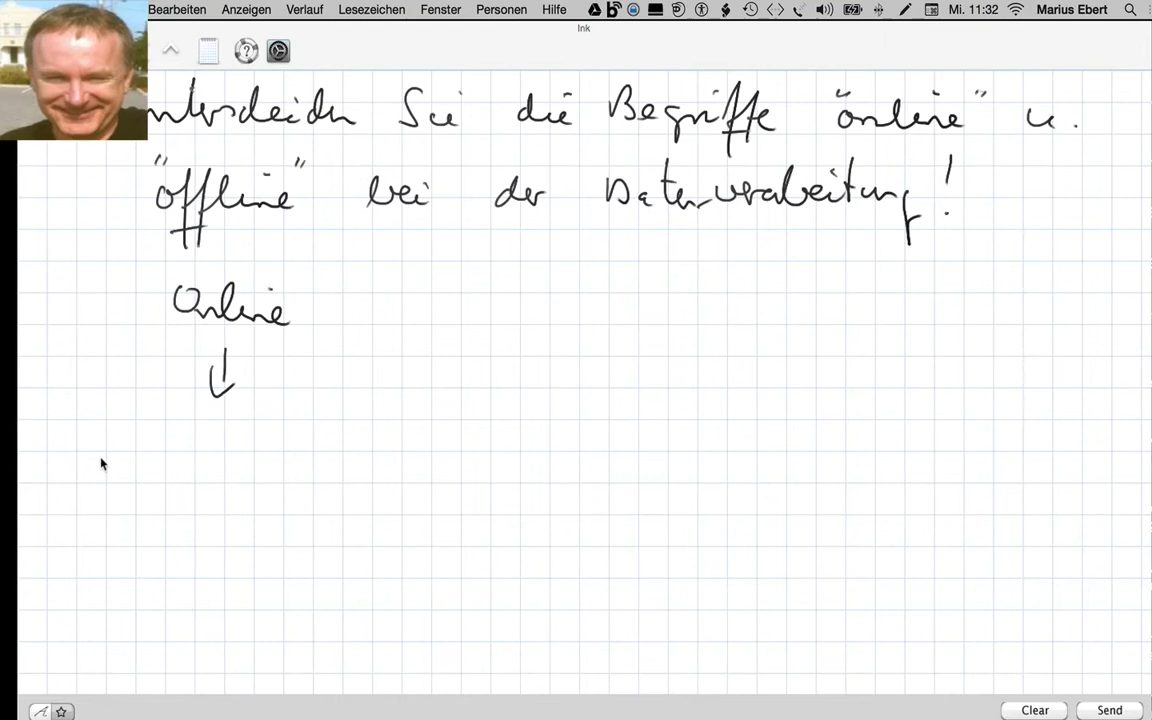 Bearbeiten Anzeigen Verlauf Lesezeichen Fenster Personen Hilfe Mi. 11:32 Marius Ebert
Ink
nterscheiden Sie die Begriffe "online" u.
"offline" bei der Datenverarbeitung!
Online
Clear Send